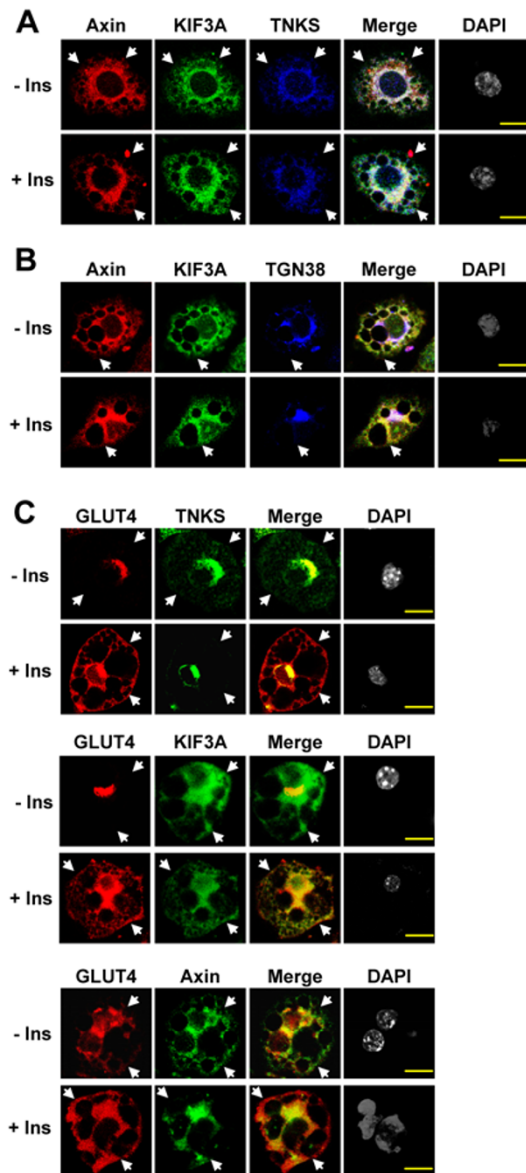 A
Axin KIF3A TNKS Merge DAPI
- Ins
+ Ins
B
Axin KIF3A TGN38 Merge DAPI
- Ins
+ Ins
C
GLUT4 TNKS Merge DAPI
- Ins
+ Ins
GLUT4 KIF3A Merge DAPI
- Ins
+ Ins
GLUT4 Axin Merge DAPI
- Ins
+ Ins